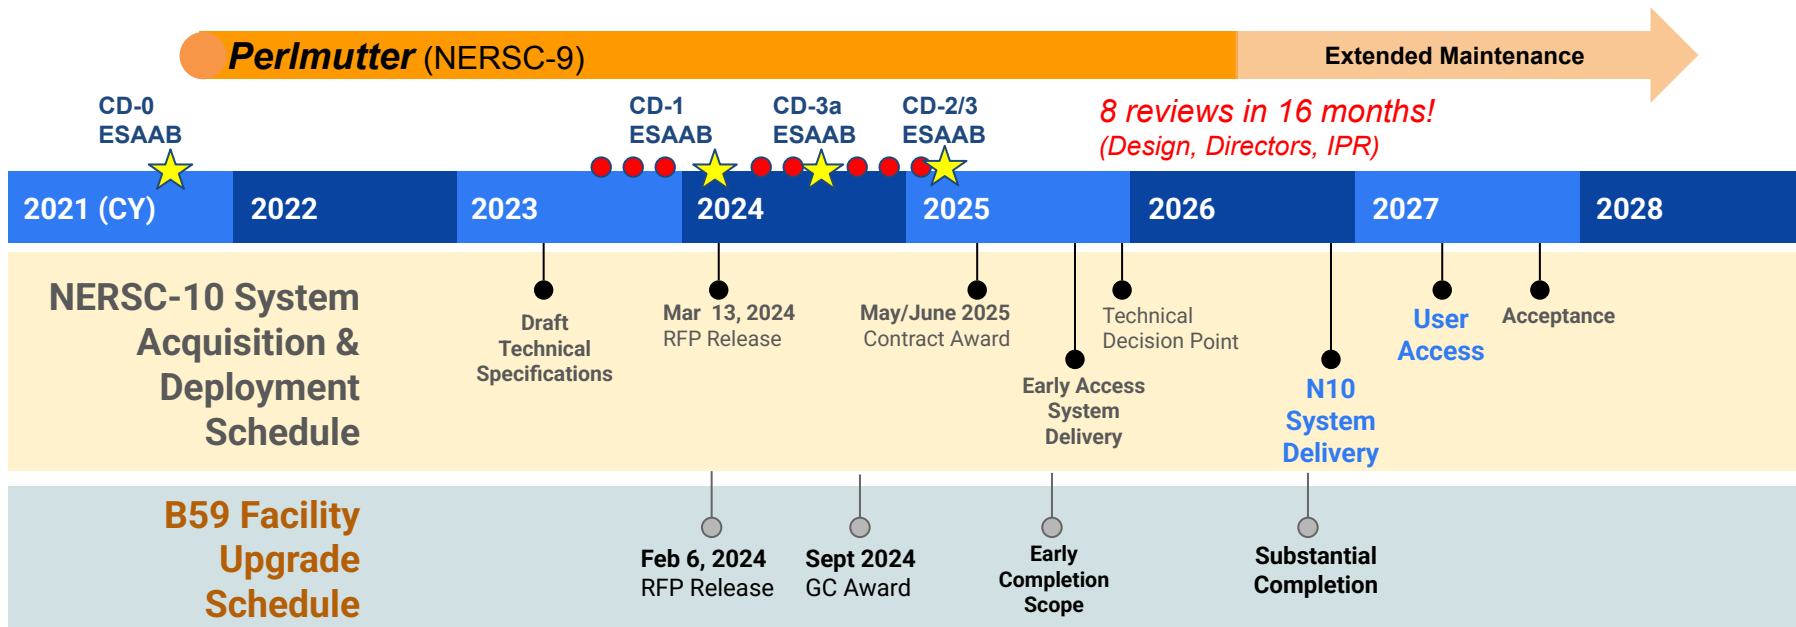 Perlmutter (NERSC-9)
Extended Maintenance
CD-0
ESAAB
CD-1
ESAAB
CD-3a
ESAAB
CD-2/3
ESAAB
8 reviews in 16 months!
(Design, Directors, IPR)
2021 (CY)
2022
2023
2024
2025
2026
2027
2028
NERSC-10 System
Acquisition &
Deployment
Schedule
Draft
Technical
Specifications
Mar 13, 2024
RFP Release
May/June 2025
Contract Award
Early Access
System
Delivery
Technical
Decision Point
N10
System
Delivery
User
Access
Acceptance
B59 Facility
Upgrade
Schedule
Feb 6, 2024
RFP Release
Sept 2024
GC Award
Early
Completion
Scope
Substantial
Completion